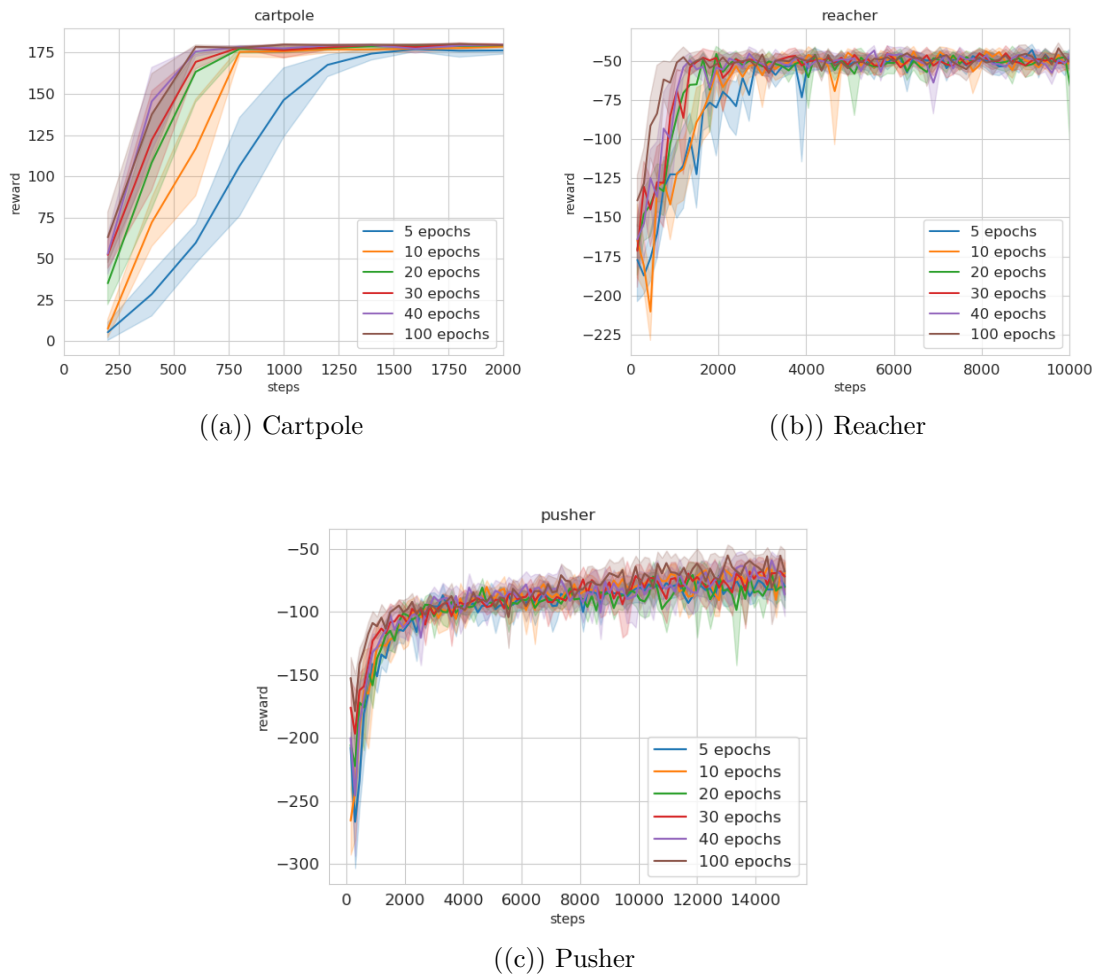 cartpole
175
150
125
100
75
50
25
0
reward
0 250 500 750 1000 1250 1500 1750 2000
steps
5 epochs
10 epochs
20 epochs
30 epochs
40 epochs
100 epochs
((a)) Cartpole
reacher
−50
−75
−100
−125
−150
−175
−200
−225
reward
0 2000 4000 6000 8000 10000
steps
5 epochs
10 epochs
20 epochs
30 epochs
40 epochs
100 epochs
((b)) Reacher
pusher
−50
−100
−150
−200
−250
−300
reward
0 2000 4000 6000 8000 10000 12000 14000
steps
5 epochs
10 epochs
20 epochs
30 epochs
40 epochs
100 epochs
((c)) Pusher